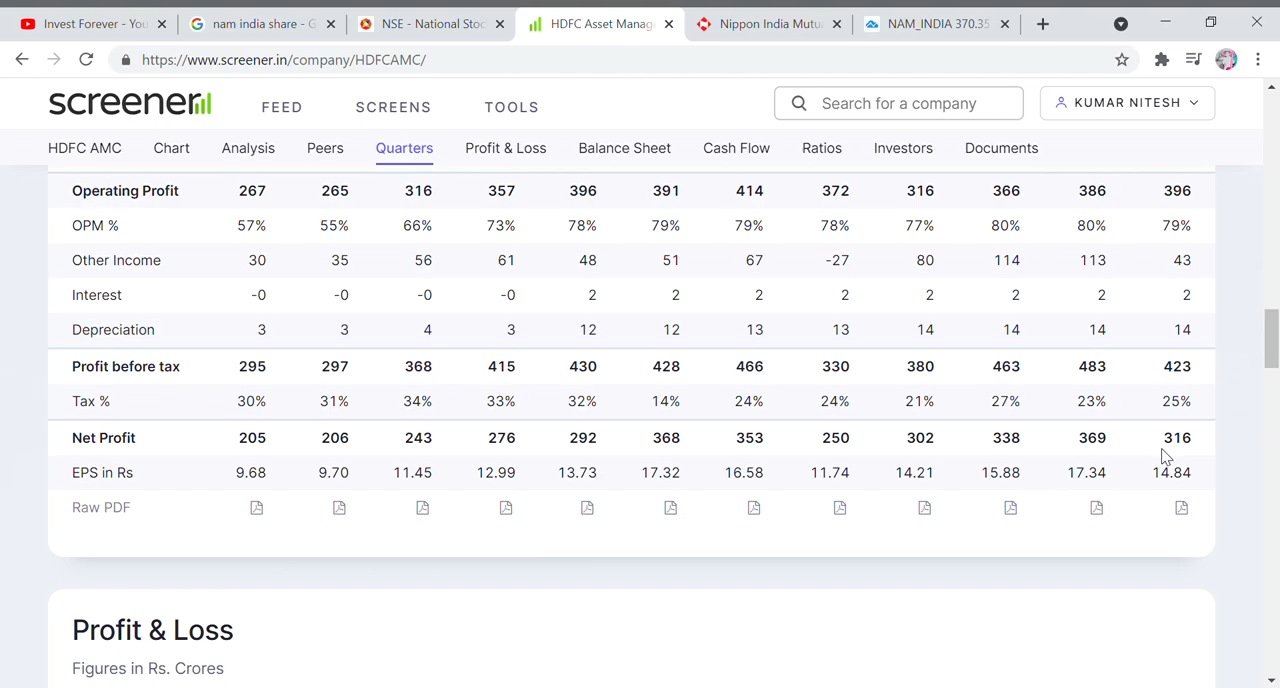 Invest Forever - You
nam india share - G
NSE - National Stoc
HDFC Asset Manag
Nippon India Mutu
NAM_INDIA 370.35
https://www.screener.in/company/HDFCAMC/
screener FEED SCREENS TOOLS Search for a company KUMAR NITESH
HDFC AMC Chart Analysis Peers Quarters Profit & Loss Balance Sheet Cash Flow Ratios Investors Documents
Operating Profit 267 265 316 357 396 391 414 372 316 366 386 396
OPM % 57% 55% 66% 73% 78% 79% 79% 78% 77% 80% 80% 79%
Other Income 30 35 56 61 48 51 67 -27 80 114 113 43
Interest -0 -0 -0 -0 2 2 2 2 2 2 2 2
Depreciation 3 3 4 3 12 12 13 13 14 14 14 14
Profit before tax 295 297 368 415 430 428 466 330 380 463 483 423
Tax % 30% 31% 34% 33% 32% 14% 24% 24% 21% 27% 23% 25%
Net Profit 205 206 243 276 292 368 353 250 302 338 369 316
EPS in Rs 9.68 9.70 11.45 12.99 13.73 17.32 16.58 11.74 14.21 15.88 17.34 14.84
Raw PDF
Profit & Loss
Figures in Rs. Crores